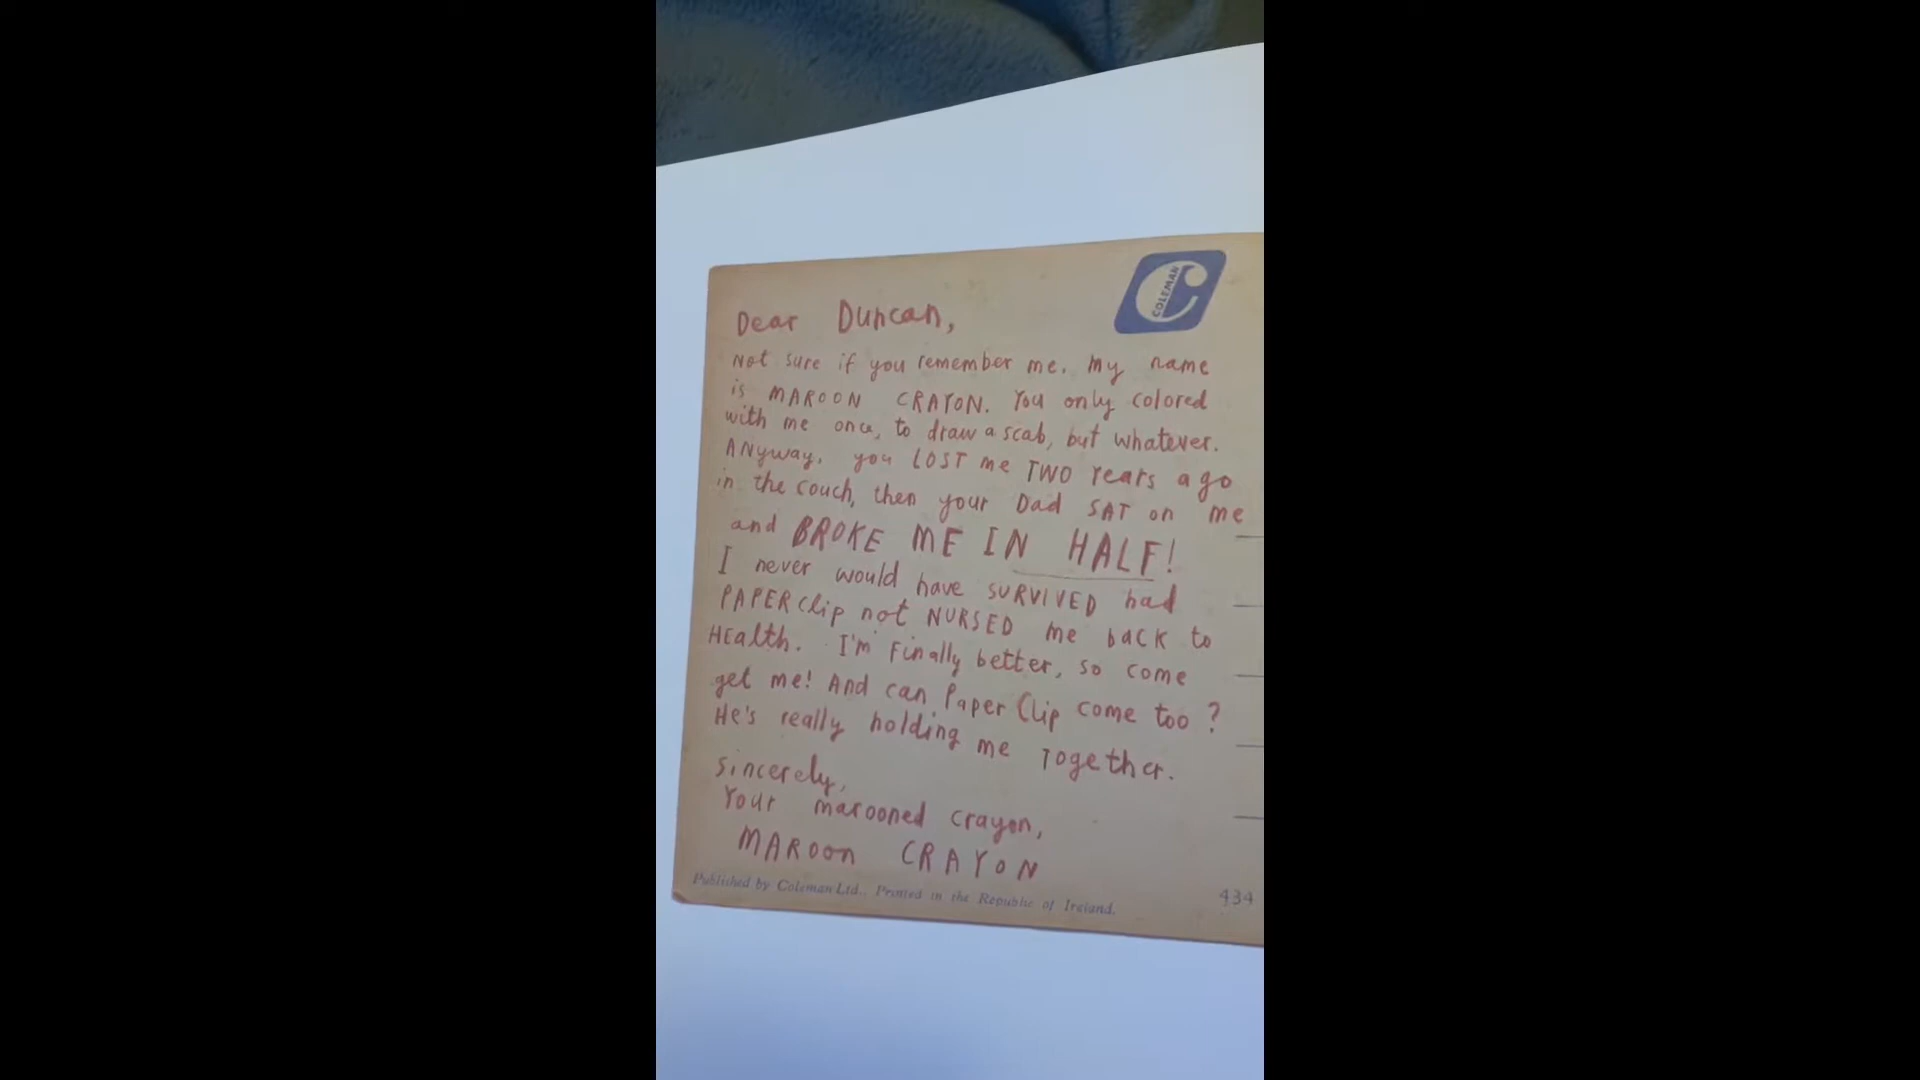 COLEMAN
Dear Duncan,
Not sure if you remember me. My name
is MAROON CRAYON. You only colored
with me once, to draw a scab, but whatever.
ANyway, you LOST me TWO Years ago
in the couch, then your Dad SAT on me
and BROKE ME IN HALF!
I never would have SURVIVED had
PAPERClip not NURSED me back to
HEalth. I'm Finally better, so come
get me! And can Paper Clip come too?
He's really holding me Together.
Sincerely,
Your marooned crayon,
MAROON CRAYON
Published by Coleman Ltd.. Printed in the Republic of Ireland.
434